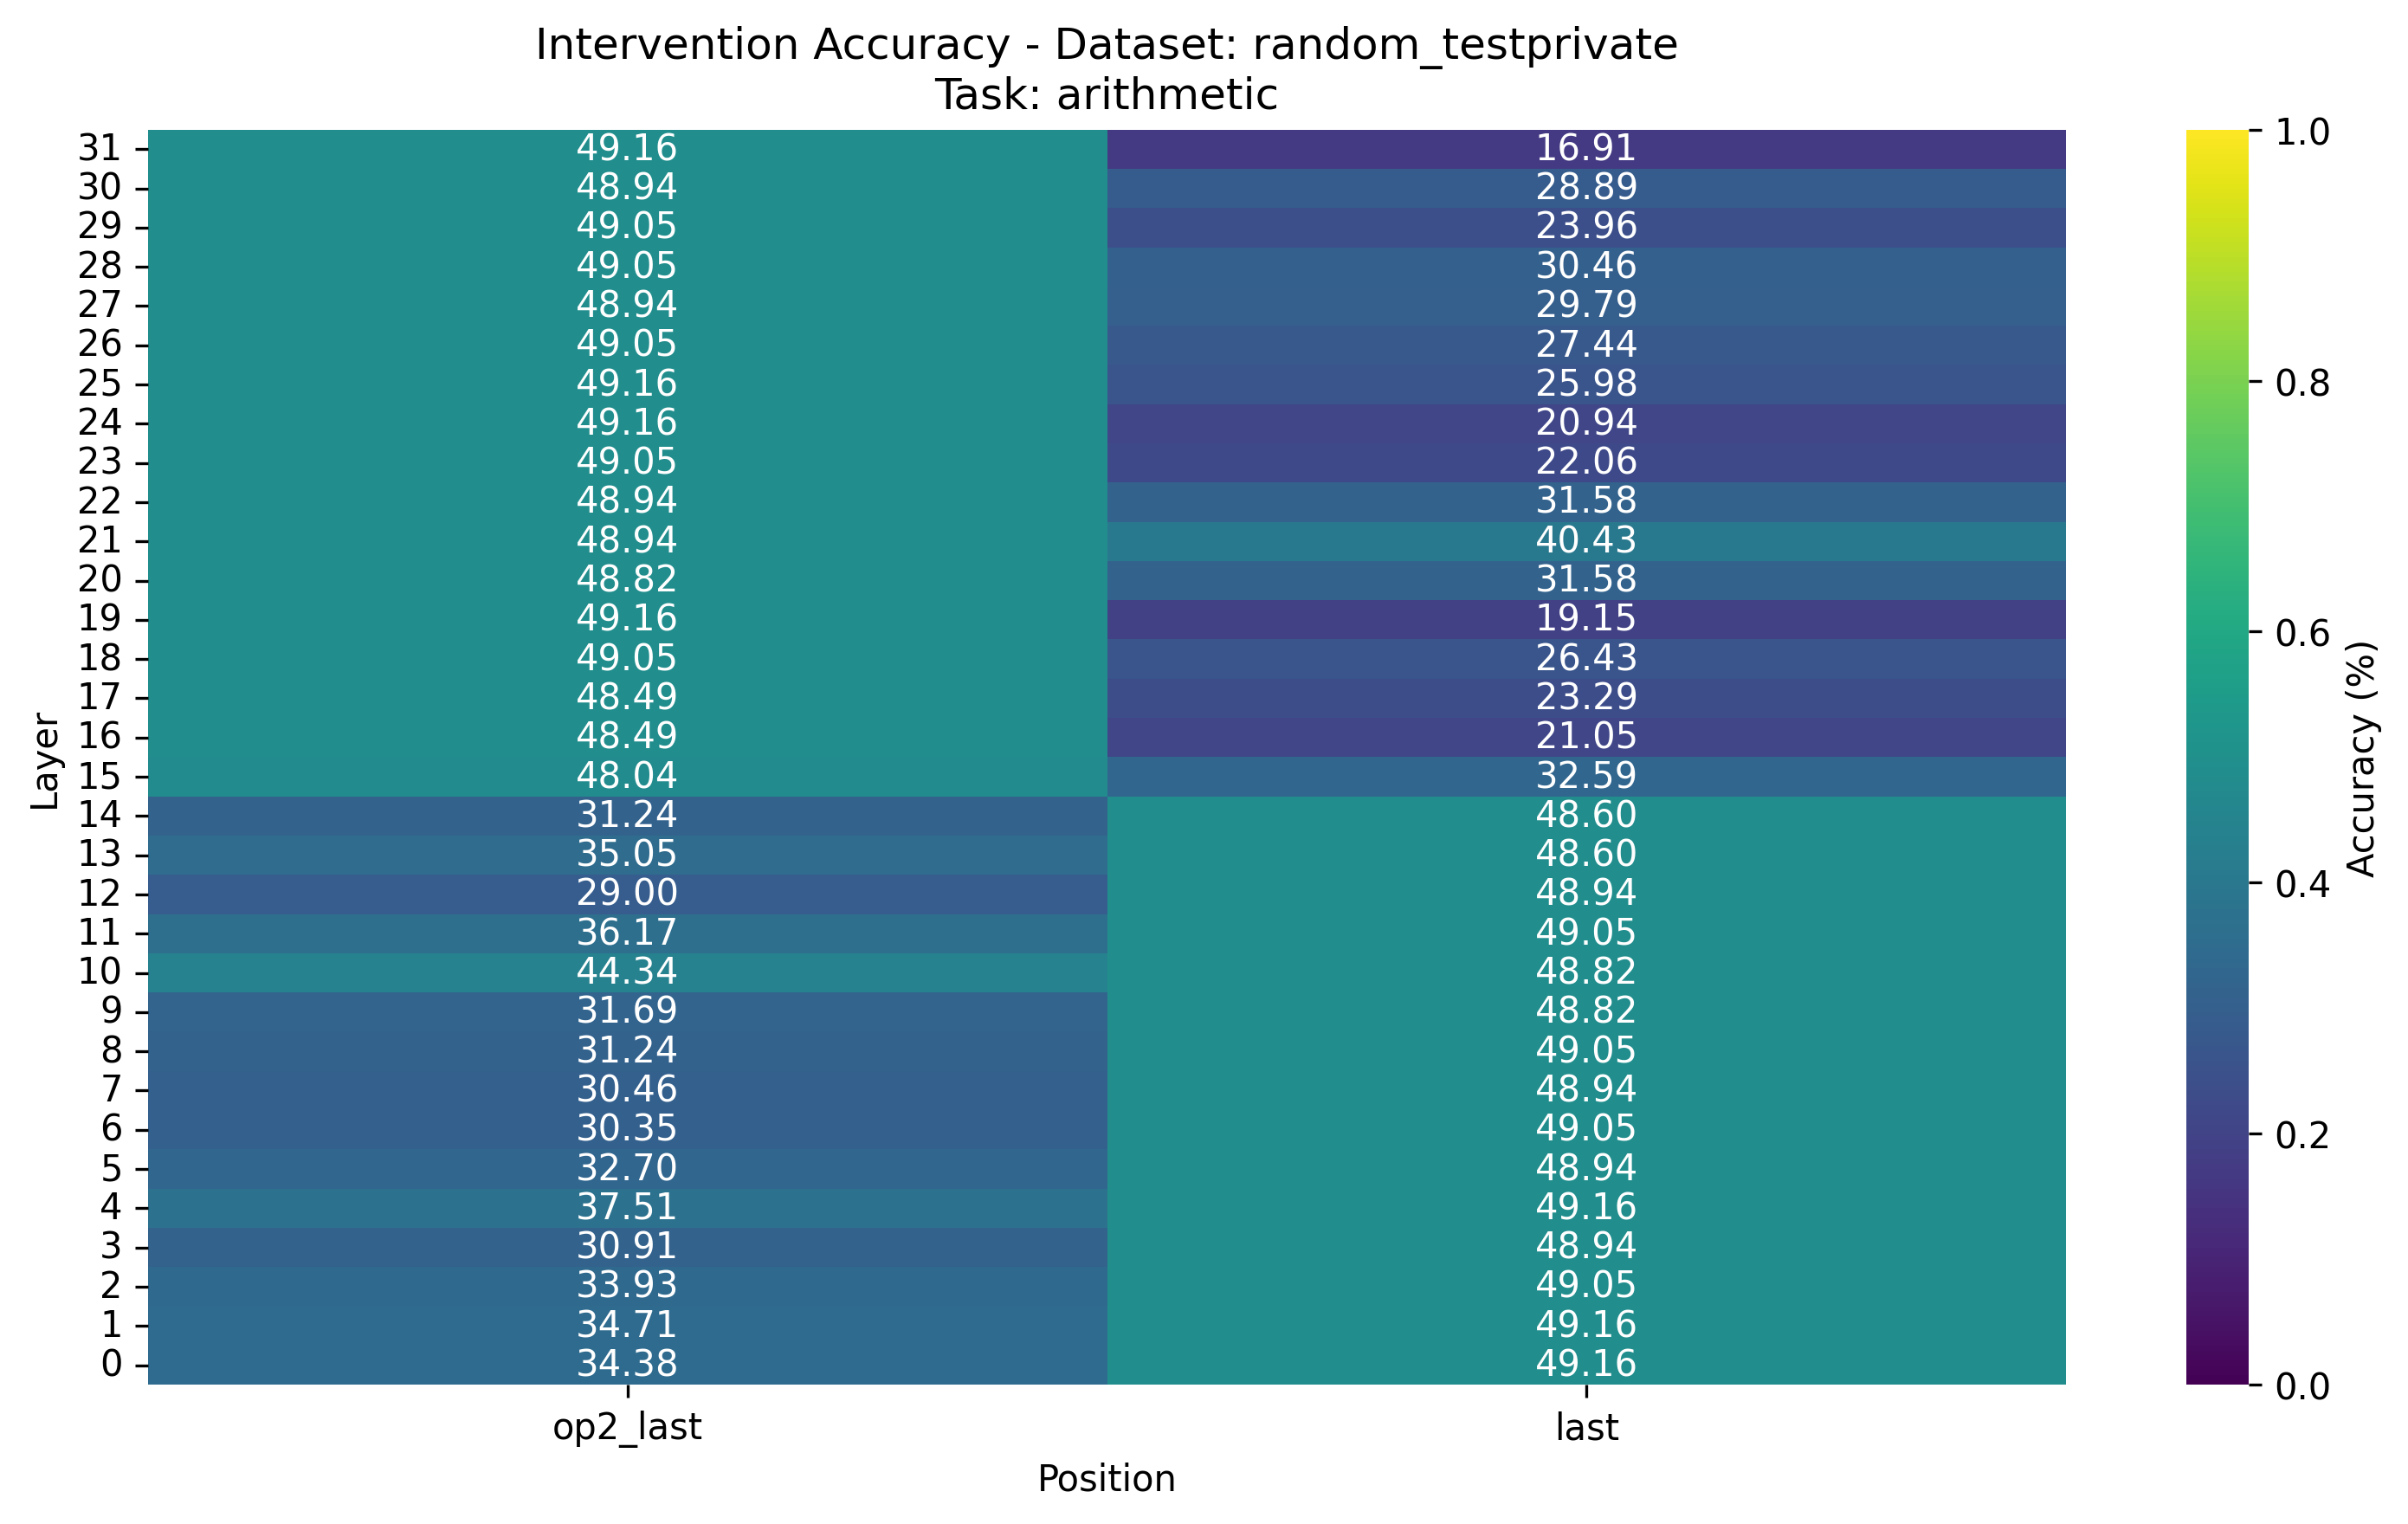 Intervention Accuracy - Dataset: random_testprivate
Task: arithmetic
31 49.16 16.91
30 48.94 28.89
29 49.05 23.96
28 49.05 30.46
27 48.94 29.79
26 49.05 27.44
25 49.16 25.98
24 49.16 20.94
23 49.05 22.06
22 48.94 31.58
21 48.94 40.43
20 48.82 31.58
19 49.16 19.15
18 49.05 26.43
17 48.49 23.29
16 48.49 21.05
15 48.04 32.59
14 31.24 48.60
13 35.05 48.60
12 29.00 48.94
11 36.17 49.05
10 44.34 48.82
9 31.69 48.82
8 31.24 49.05
7 30.46 48.94
6 30.35 49.05
5 32.70 48.94
4 37.51 49.16
3 30.91 48.94
2 33.93 49.05
1 34.71 49.16
0 34.38 49.16
op2_last last
Position
Layer
1.0
0.8
0.6
0.4
0.2
0.0
Accuracy (%)